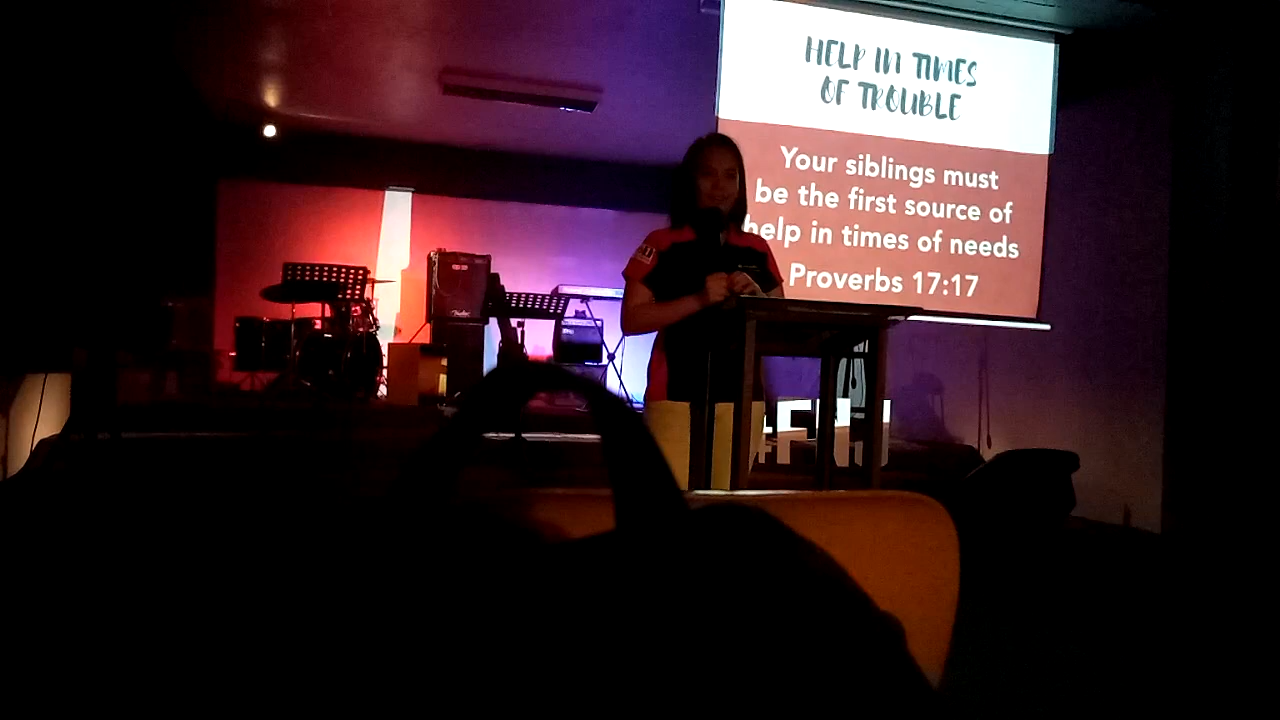 HELP IN TIMES
OF TROUBLE
Your siblings must
be the first source of
help in times of needs
Proverbs 17:17
Fender